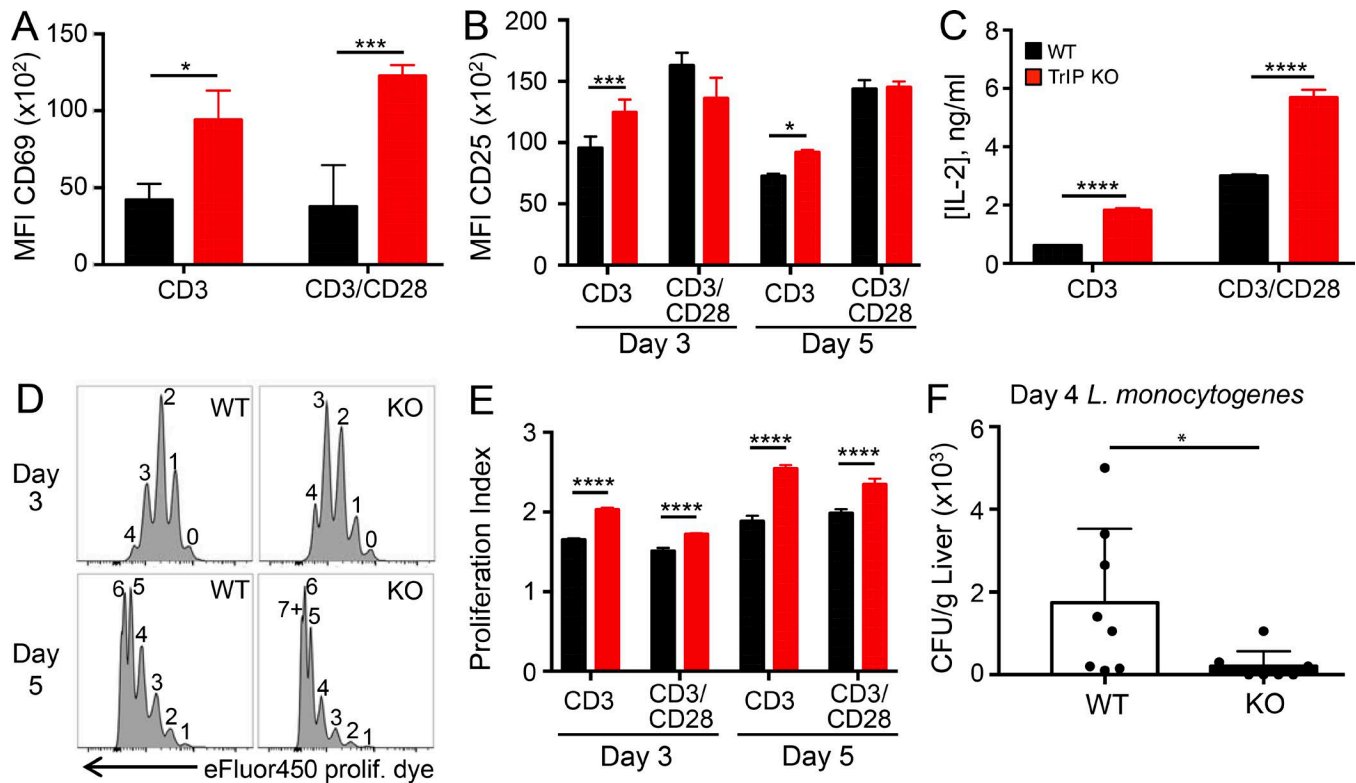 A
MFI CD69 (x10²)
150
100
50
0
*
***
CD3
CD3/CD28
B
MFI CD25 (x10²)
200
150
100
50
0
***
*
CD3
CD3/
CD28
CD3
CD3/
CD28
Day 3
Day 5
C
[IL-2], ng/ml
8
6
4
2
0
WT
TrIP KO
****
****
CD3
CD3/CD28
D
Day
3
WT
4
3
2
1
0
KO
4
3
2
1
0
Day
5
WT
6
5
4
3
2
1
KO
7+
6
5
4
3
2
1
eFluor450 prolif. dye
E
Proliferation Index
3
2
1
0
****
****
****
****
CD3
CD3/
CD28
CD3
CD3/
CD28
Day 3
Day 5
F
Day 4 L. monocytogenes
CFU/g Liver (x10³)
6
4
2
0
*
WT
KO